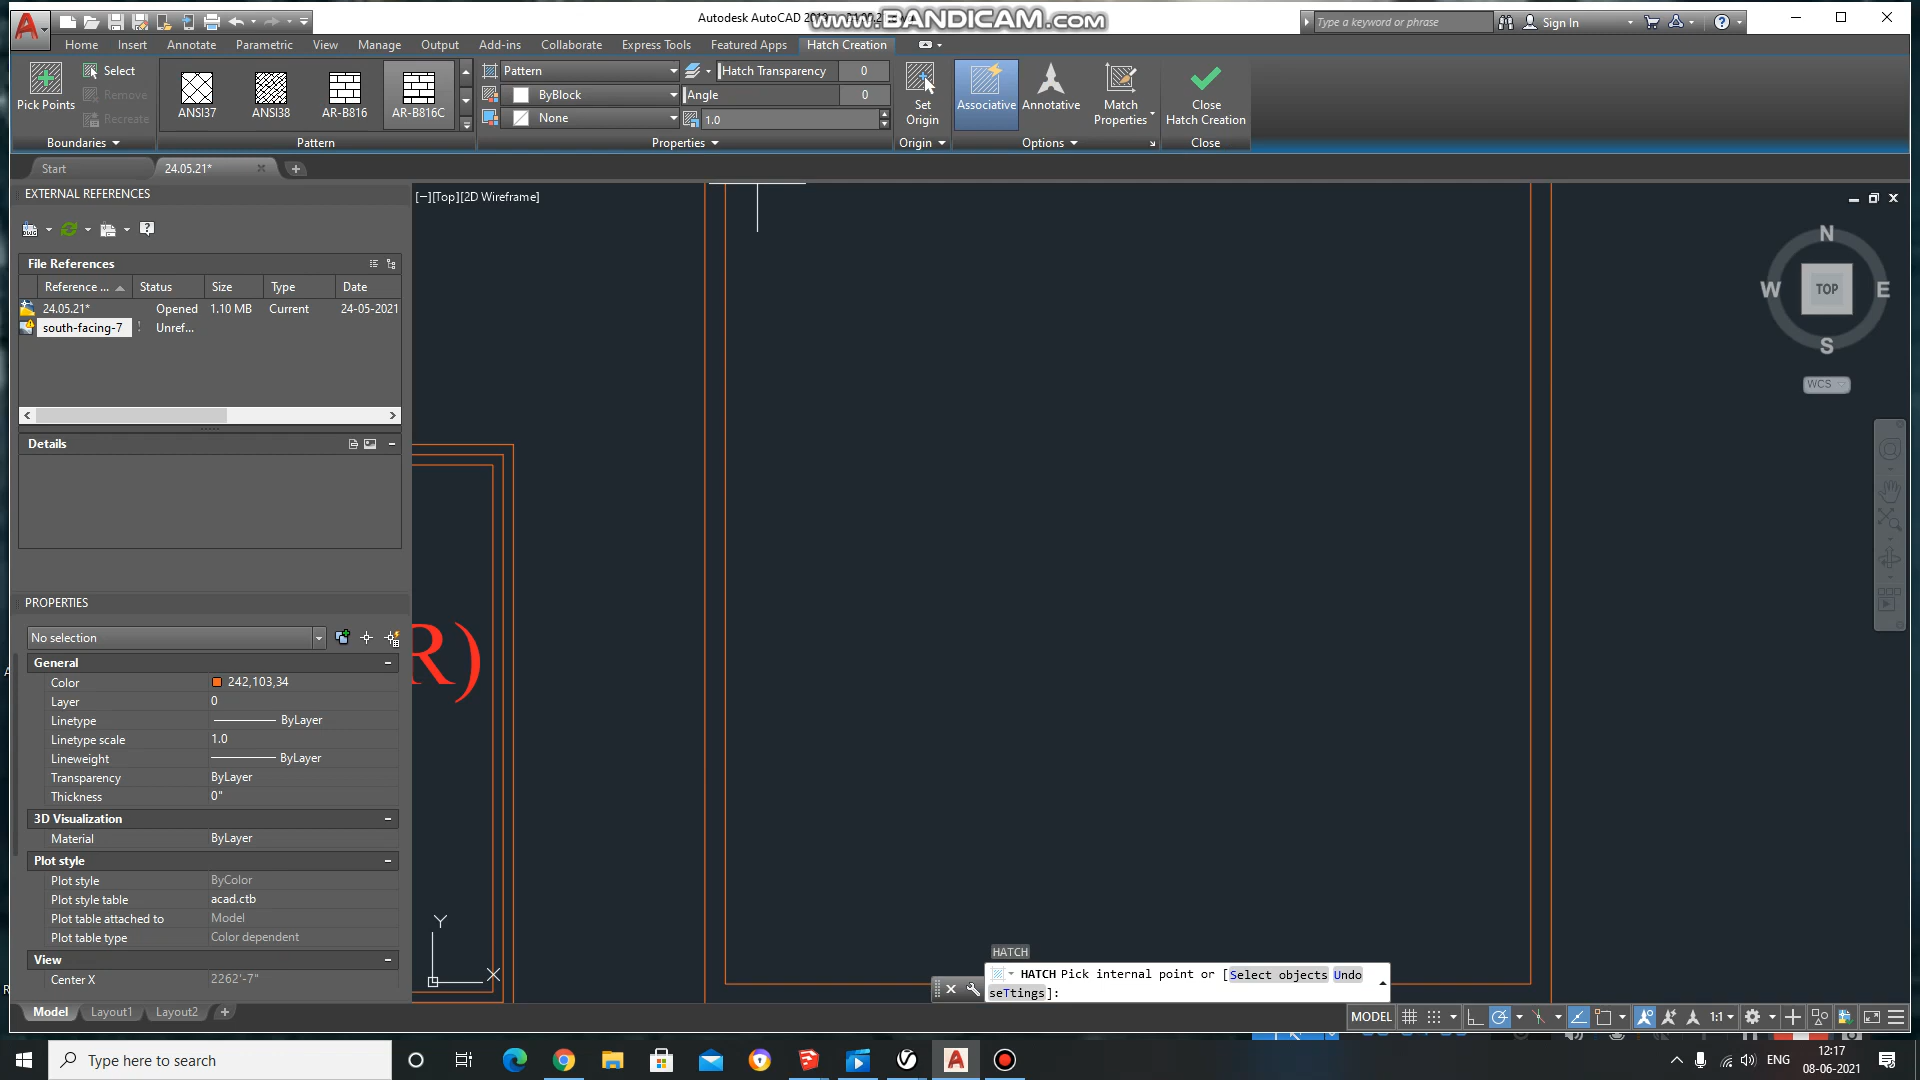 Autodesk AutoCAD 2019
WWW.BANDICAM.COM
Type a keyword or phrase
Sign In
Home Insert Annotate Parametric View Manage Output Add-ins Collaborate Express Tools Featured Apps Hatch Creation
Pick Points
Select
Remove
Recreate
ANSI37
ANSI38
AR-B816
AR-B816C
Pattern
ByBlock
None
Hatch Transparency 0
Angle 0
1.0
Set Origin
Associative
Annotative
Match Properties
Close Hatch Creation
Boundaries
Pattern
Properties
Origin
Options
Close
Start
24.05.21*
EXTERNAL REFERENCES
[−][Top][2D Wireframe]
File References
Reference ... Status Size Type Date
24.05.21* Opened 1.10 MB Current 24-05-2021
south-facing-7 ! Unref...
Details
N
W TOP E
S
WCS
PROPERTIES
No selection
General
Color 242,103,34
Layer 0
Linetype ByLayer
Linetype scale 1.0
Lineweight ByLayer
Transparency ByLayer
Thickness 0"
3D Visualization
Material ByLayer
Plot style
Plot style ByColor
Plot style table acad.ctb
Plot table attached to Model
Plot table type Color dependent
View
Center X 2262'-7"
R)
Y
X
HATCH
HATCH Pick internal point or [Select objects Undo
seTtings]:
Model Layout1 Layout2
MODEL
1:1
Type here to search
ENG
12:17
08-06-2021